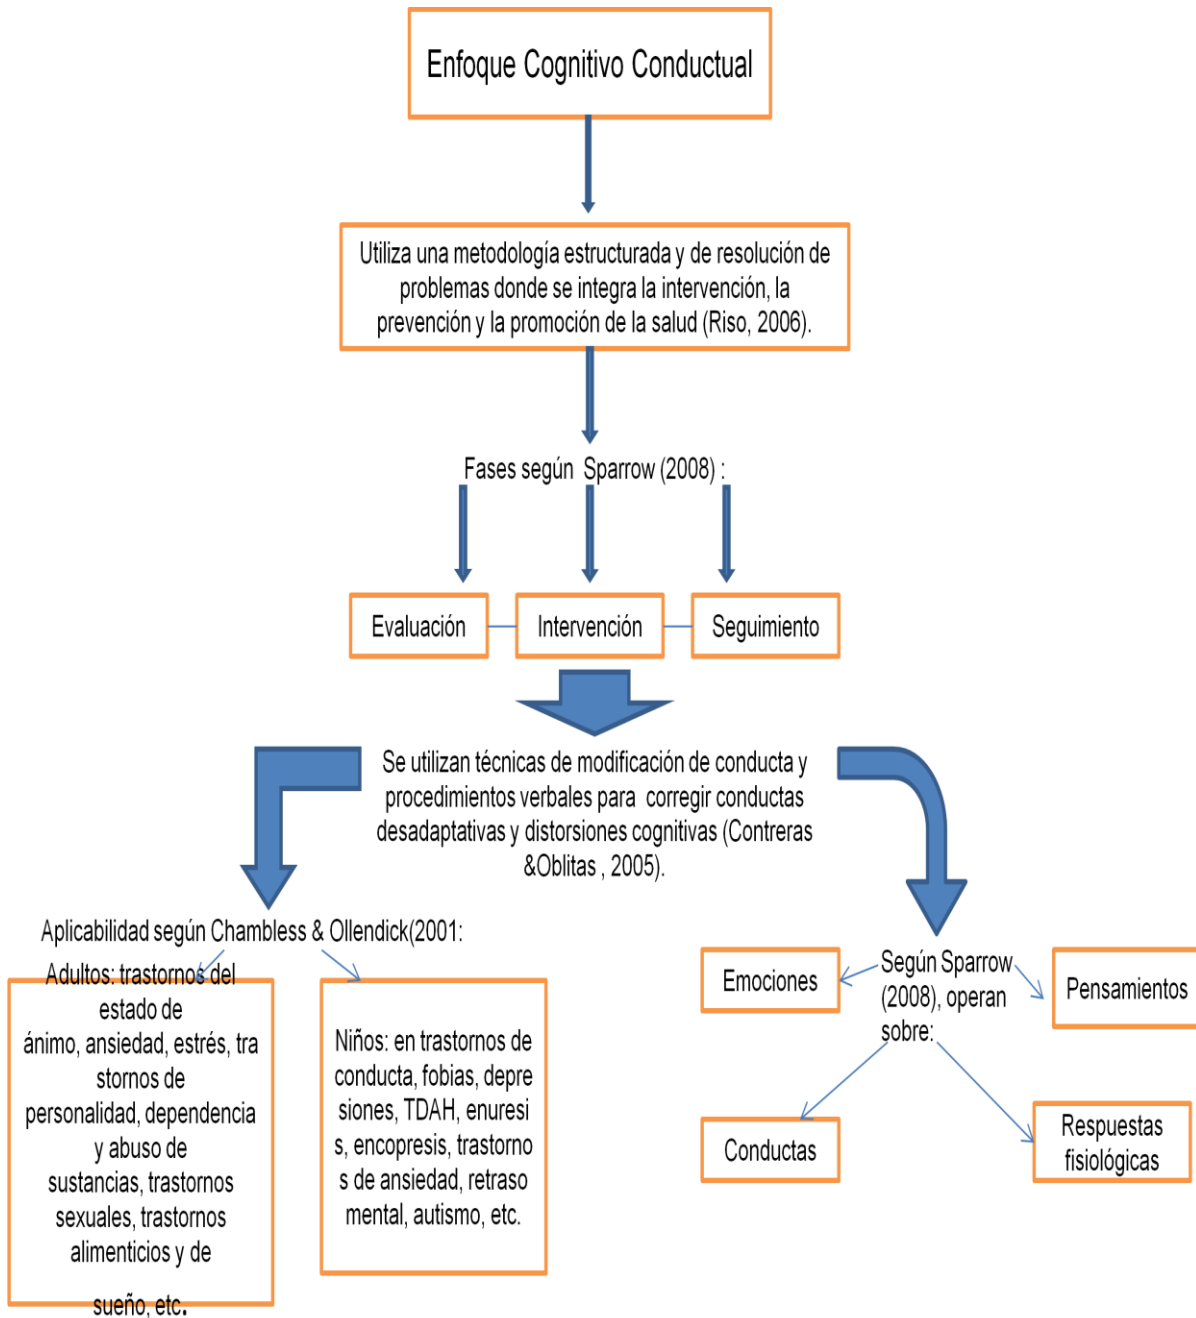 Enfoque Cognitivo Conductual
Utiliza una metodología estructurada y de resolución de
problemas donde se integra la intervención, la
prevención y la promoción de la salud (Riso, 2006).
Fases según Sparrow (2008) :
Evaluación
Intervención
Seguimiento
Se utilizan técnicas de modificación de conducta y
procedimientos verbales para corregir conductas
desadaptativas y distorsiones cognitivas (Contreras
&Oblitas , 2005).
Aplicabilidad según Chambless & Ollendick(2001:
Adultos: trastornos del
estado de
ánimo, ansiedad, estrés, tra
stornos de
personalidad, dependencia
y abuso de
sustancias, trastornos
sexuales, trastornos
alimenticios y de
sueño, etc.
Niños: en trastornos de
conducta, fobias, depre
siones, TDAH, enuresi
s, encopresis, trastorno
s de ansiedad, retraso
mental, autismo, etc.
Según Sparrow
(2008), operan
sobre:
Emociones
Pensamientos
Conductas
Respuestas
fisiológicas